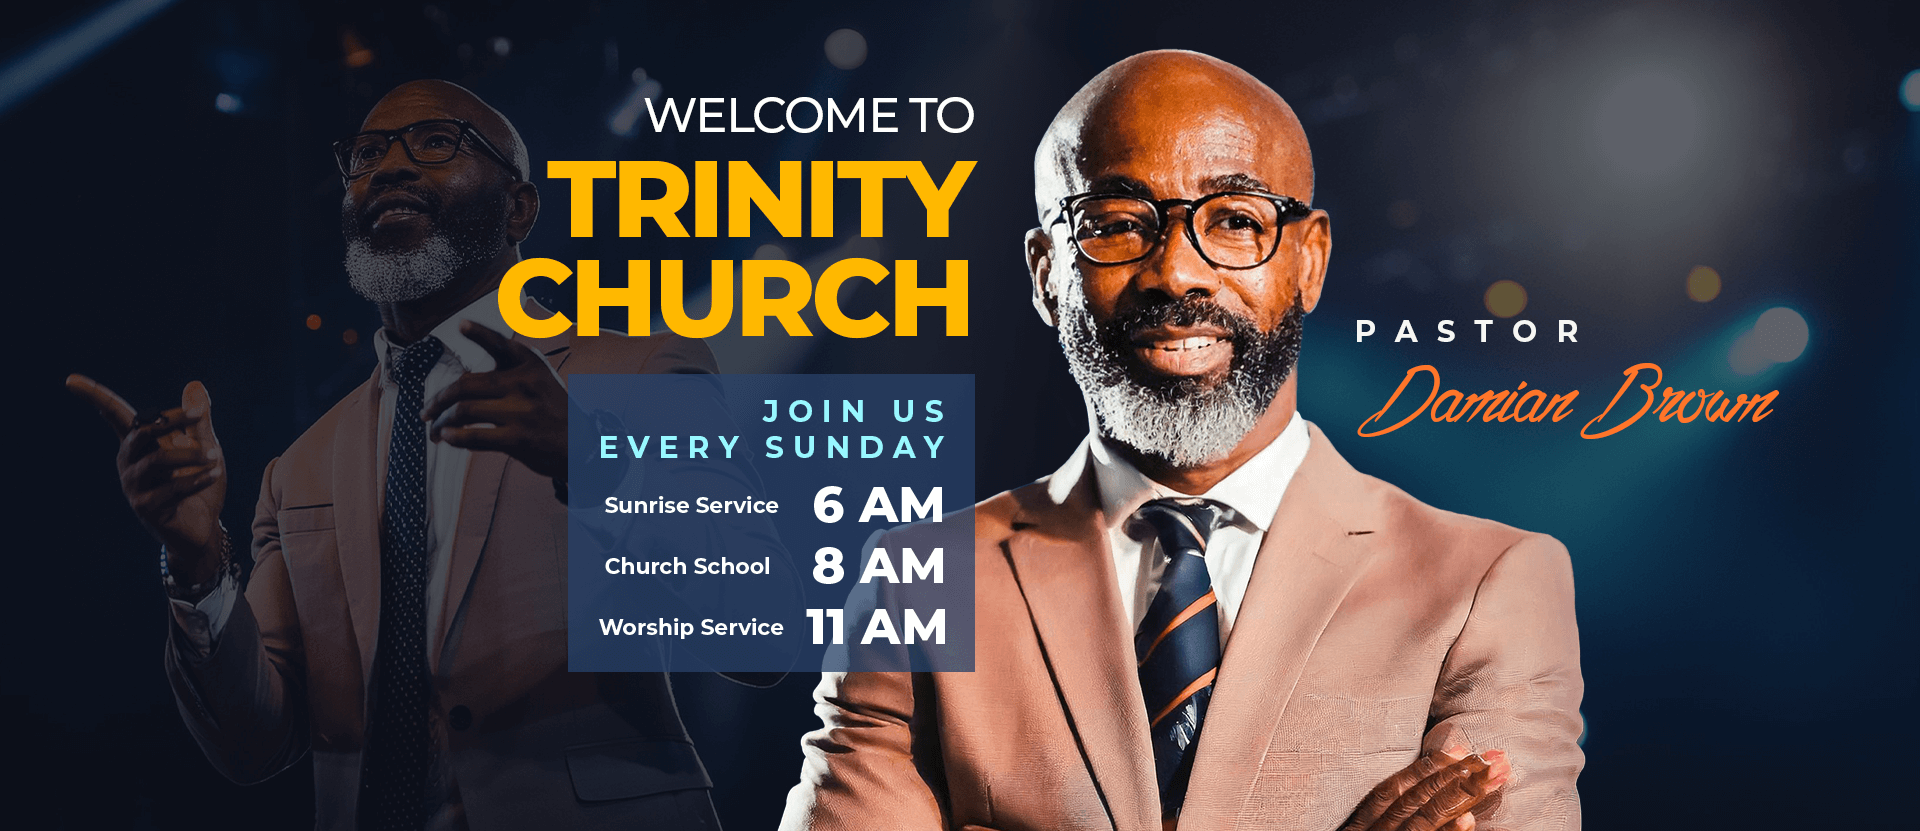 WELCOME TO
TRINITY
CHURCH
JOIN US
EVERY SUNDAY
Sunrise Service 6 AM
Church School 8 AM
Worship Service 11 AM
PASTOR
Damian Brown